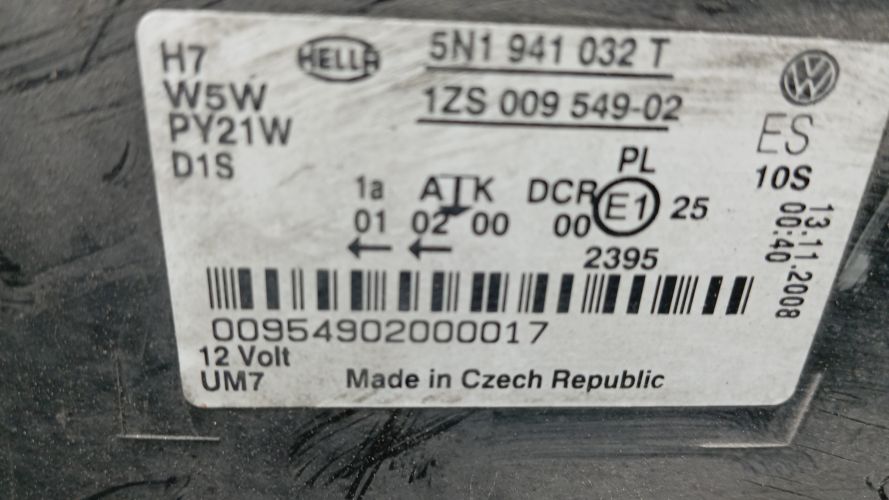 H7
W5W
PY21W
D1S
HELLA
5N1 941 032 T
1ZS 009 549-02
VW
ES
PL
10S
1a ATK DCR E1 25
01 02 00 00
2395
13.11.2008
00:40
00954902000017
12 Volt
UM7
Made in Czech Republic